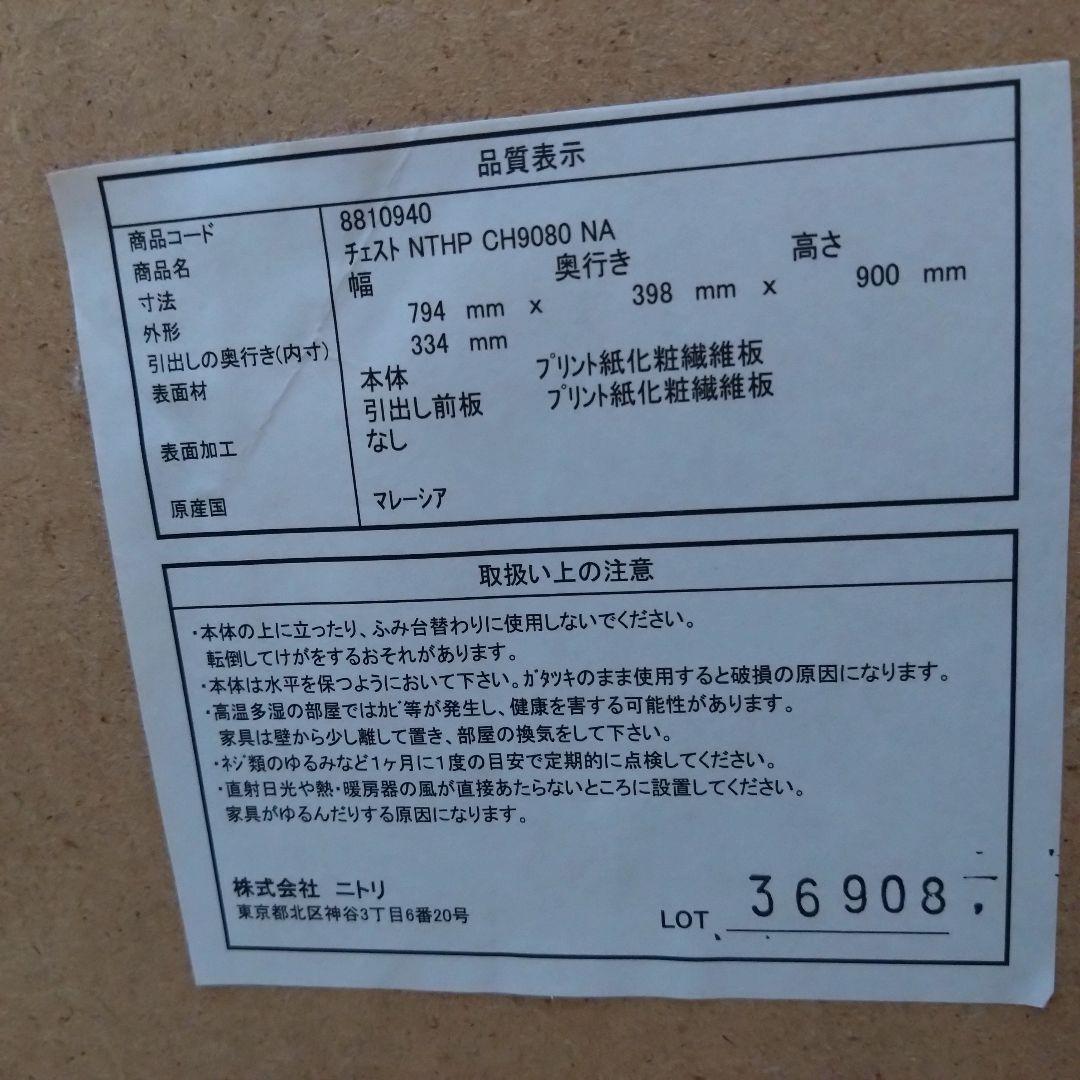 品質表示
商品コード 8810940
商品名 チェスト NTHP CH9080 NA
寸法 幅 奥行き 高さ
外形 794 mm x 398 mm x 900 mm
引出しの奥行き(内寸) 334 mm
表面材 本体 プリント紙化粧繊維板
引出し前板 プリント紙化粧繊維板
表面加工 なし
原産国 マレーシア
取扱い上の注意
・本体の上に立ったり、ふみ台替わりに使用しないでください。
転倒してけがをするおそれがあります。
・本体は水平を保つようにおいて下さい。ガタツキのまま使用すると破損の原因になります。
・高温多湿の部屋ではカビ等が発生し、健康を害する可能性があります。
家具は壁から少し離して置き、部屋の換気をして下さい。
・ネジ類のゆるみなど1ヶ月に1度の目安で定期的に点検してください。
・直射日光や熱・暖房器の風が直接あたらないところに設置してください。
家具がゆるんだりする原因になります。
株式会社 ニトリ
東京都北区神谷3丁目6番20号
LOT 36908